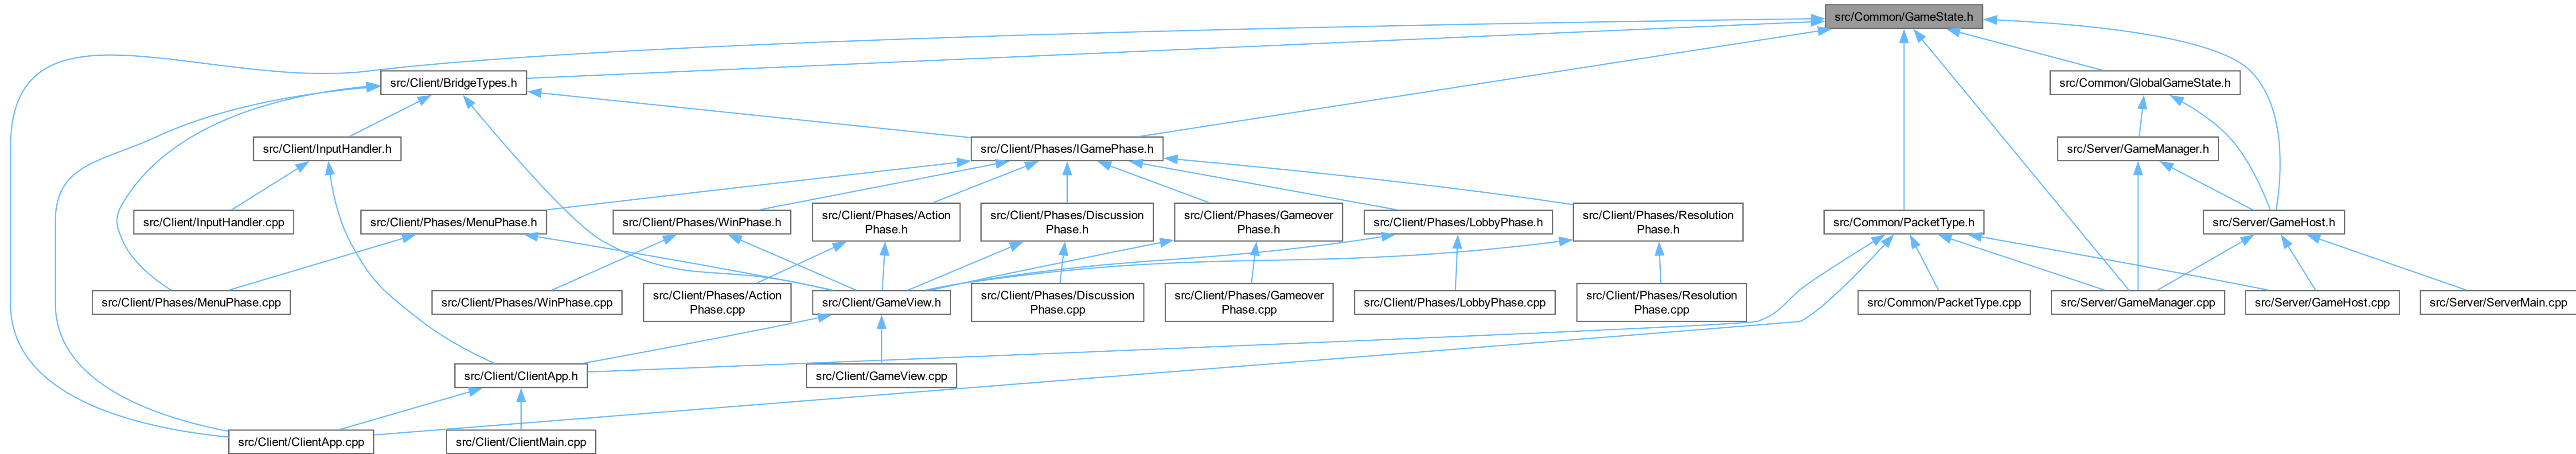 src/Common/GameState.h
src/Client/BridgeTypes.h
src/Common/GlobalGameState.h
src/Client/InputHandler.h
src/Client/Phases/IGamePhase.h
src/Server/GameManager.h
src/Client/InputHandler.cpp
src/Client/Phases/MenuPhase.h
src/Client/Phases/WinPhase.h
src/Client/Phases/Action
Phase.h
src/Client/Phases/Discussion
Phase.h
src/Client/Phases/Gameover
Phase.h
src/Client/Phases/LobbyPhase.h
src/Client/Phases/Resolution
Phase.h
src/Common/PacketType.h
src/Server/GameHost.h
src/Client/Phases/MenuPhase.cpp
src/Client/Phases/WinPhase.cpp
src/Client/Phases/Action
Phase.cpp
src/Client/GameView.h
src/Client/Phases/Discussion
Phase.cpp
src/Client/Phases/Gameover
Phase.cpp
src/Client/Phases/LobbyPhase.cpp
src/Client/Phases/Resolution
Phase.cpp
src/Common/PacketType.cpp
src/Server/GameManager.cpp
src/Server/GameHost.cpp
src/Server/ServerMain.cpp
src/Client/ClientApp.h
src/Client/GameView.cpp
src/Client/ClientApp.cpp
src/Client/ClientMain.cpp